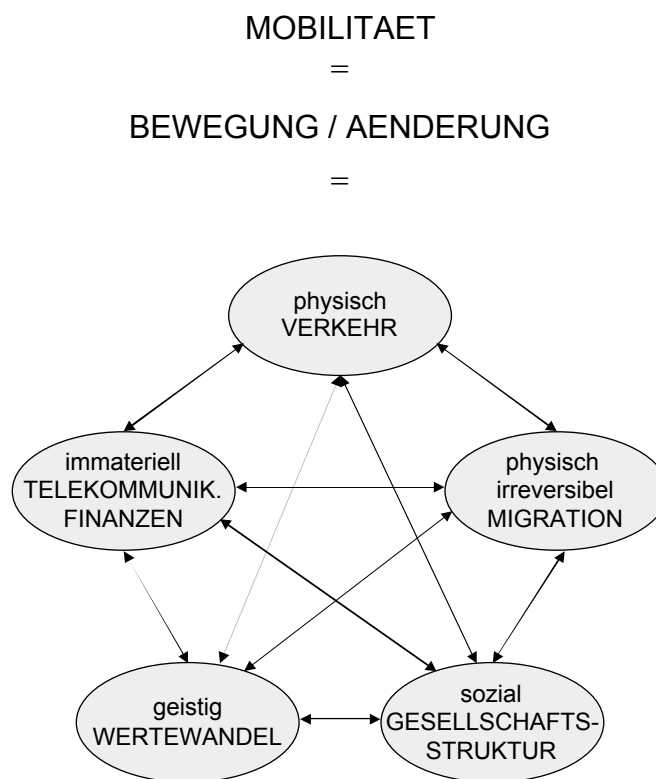 MOBILITAET
=
BEWEGUNG / AENDERUNG
=
physisch
VERKEHR
immateriell
TELEKOMMUNIK.
FINANZEN
physisch
irreversibel
MIGRATION
geistig
WERTEWANDEL
sozial
GESELLSCHAFTS-
STRUKTUR